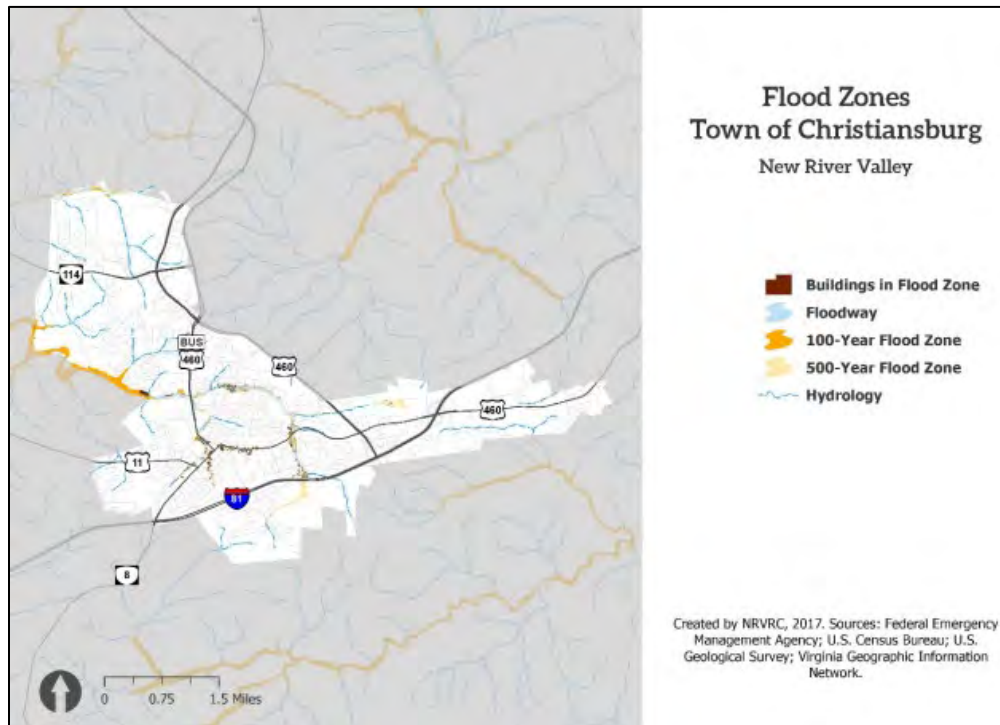 Flood Zones
Town of Christiansburg
New River Valley
Buildings in Flood Zone
Floodway
100-Year Flood Zone
500-Year Flood Zone
Hydrology
114
BUS
460
460
460
11
81
8
0 0.75 1.5 Miles
Created by NRVRC, 2017. Sources: Federal Emergency
Management Agency; U.S. Census Bureau; U.S.
Geological Survey; Virginia Geographic Information
Network.